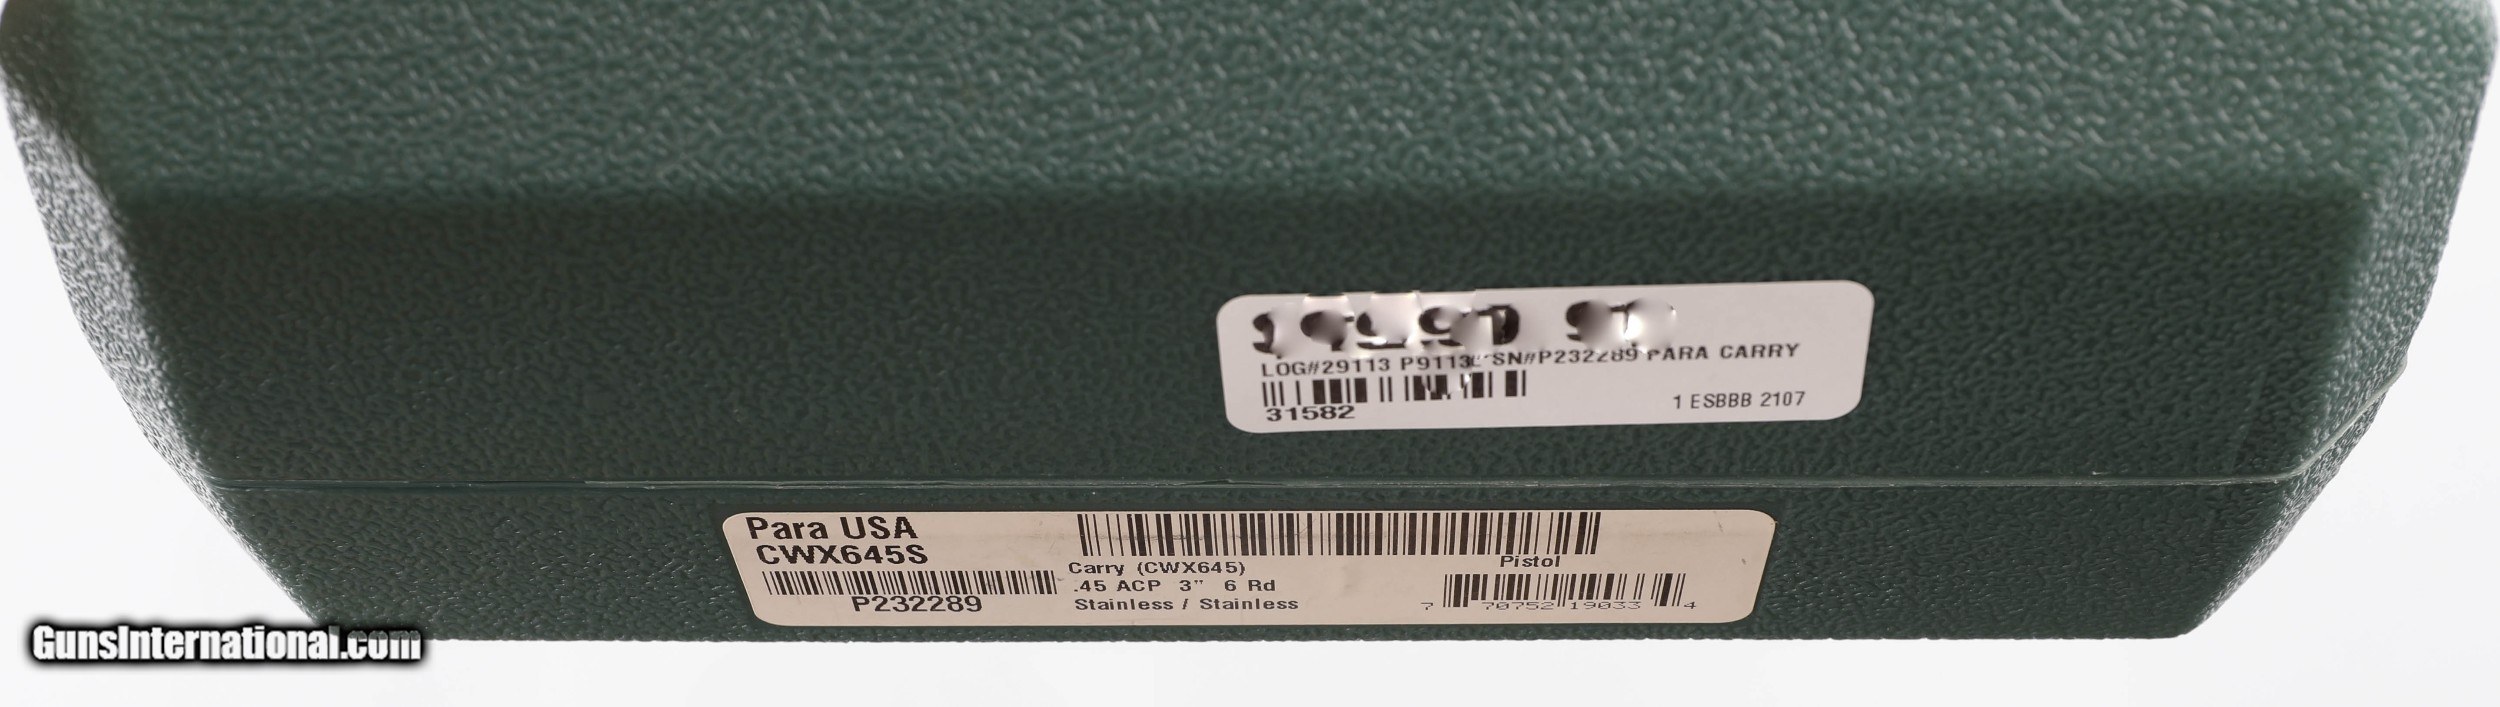 LOG#29113 P9113 SN#P232289 PARA CARRY
31582
1 ESBBB 2107
Para USA
CWX645S
P232289
Carry (CWX645)
.45 ACP 3" 6 Rd
Stainless / Stainless
Pistol
7 70752 19033 4
GunsInternational.com